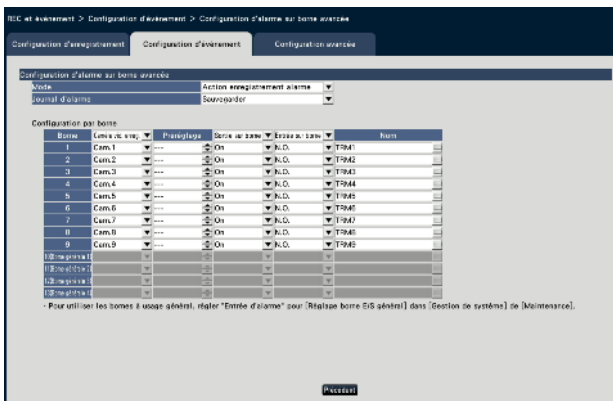 REC et événement > Configuration d'événement > Configuration d'alarme sur borne avancée
Configuration d'enregistrement Configuration d'événement Configuration avancée
Configuration d'alarme sur borne avancée
Mode Action enregistrement alarme
Journal d'alarme Sauvegarder
Configuration par borne
Borne Préréglage Sortie sur borne Entrée sur borne Nom
1 Cam.1 --- On N.O. TRM1
2 Cam.2 --- On N.O. TRM2
3 Cam.3 --- On N.O. TRM3
4 Cam.4 --- On N.O. TRM4
5 Cam.5 --- On N.O. TRM5
6 Cam.6 --- On N.O. TRM6
7 Cam.7 --- On N.O. TRM7
8 Cam.8 --- On N.O. TRM8
9 Cam.9 --- On N.O. TRM9
- Pour utiliser les bornes à usage général, régler "Entrée d'alarme" pour [Réglage borne E/S général] dans [Gestion de système] de [Maintenance].
Précédent